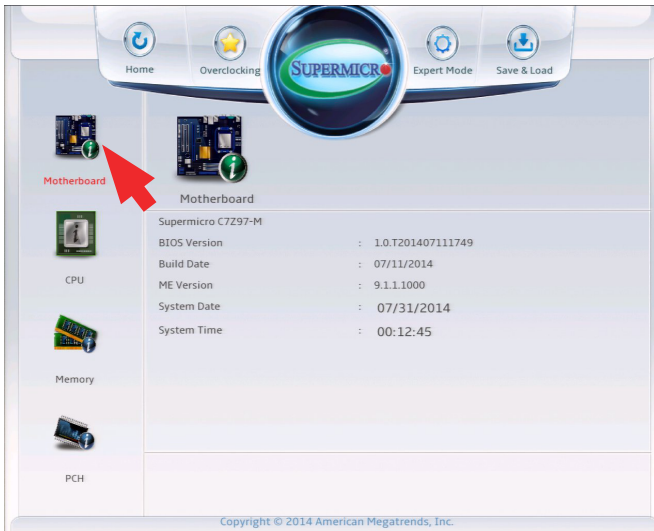 Home
Overclocking
SUPERMICRO
Expert Mode
Save & Load
Motherboard
CPU
Memory
PCH
Motherboard
Supermicro C7Z97-M
BIOS Version : 1.0.T201407111749
Build Date : 07/11/2014
ME Version : 9.1.1.1000
System Date : 07/31/2014
System Time : 00:12:45
Copyright © 2014 American Megatrends, Inc.